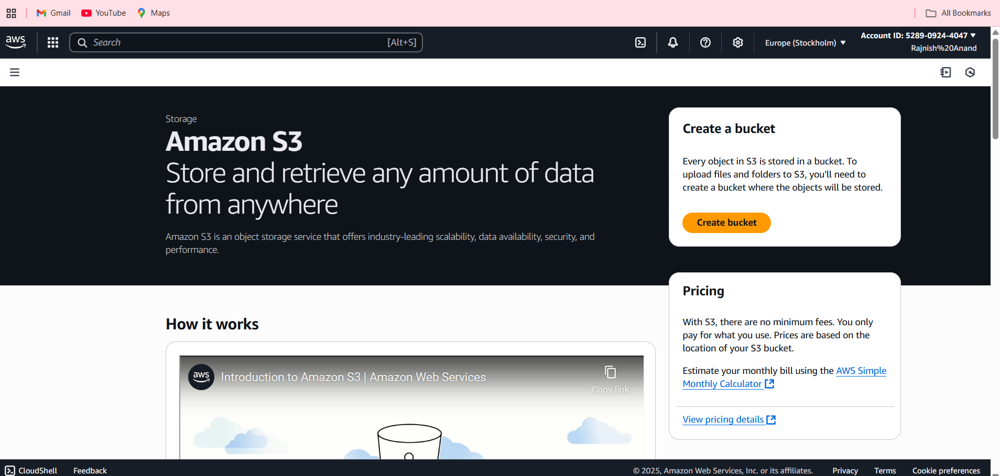 Gmail
YouTube
Maps
All Bookmarks
aws
Search
[Alt+S]
Europe (Stockholm)
Account ID: 5289-0924-4047
Rajnish%20Anand
Storage
Amazon S3
Store and retrieve any amount of data
from anywhere
Amazon S3 is an object storage service that offers industry-leading scalability, data availability, security, and
performance.
Create a bucket
Every object in S3 is stored in a bucket. To
upload files and folders to S3, you'll need to
create a bucket where the objects will be stored.
Create bucket
Pricing
With S3, there are no minimum fees. You only
pay for what you use. Prices are based on the
location of your S3 bucket.
Estimate your monthly bill using the AWS Simple
Monthly Calculator
View pricing details
How it works
aws
Introduction to Amazon S3 | Amazon Web Services
Copy link
CloudShell
Feedback
© 2025, Amazon Web Services, Inc. or its affiliates.
Privacy
Terms
Cookie preferences